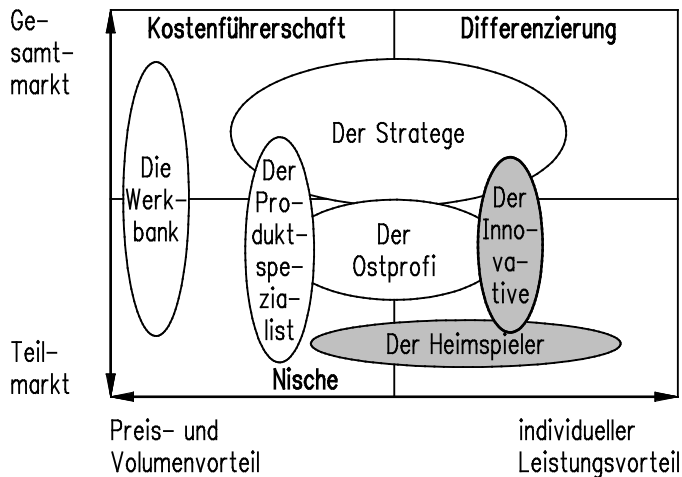 Ge-
samt-
markt
Kostenführerschaft
Differenzierung
Der Stratege
Die
Werk-
bank
Der
Pro-
dukt-
spe-
zia-
list
Der
Ostprofi
Der
Inno-
va-
tive
Der Heimspieler
Teil-
markt
Nische
Preis- und
Volumenvorteil
individueller
Leistungsvorteil